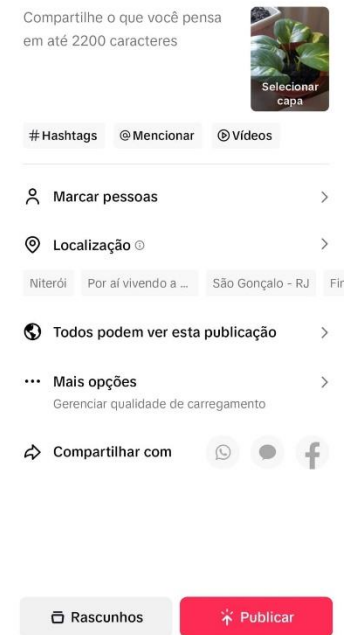 Compartilhe o que você pensa
em até 2200 caracteres
Selecionar
capa
# Hashtags @ Mencionar Vídeos
Marcar pessoas
Localização
Niterói Por aí vivendo a ... São Gonçalo - RJ Fir
Todos podem ver esta publicação
Mais opções
Gerenciar qualidade de carregamento
Compartilhar com
Rascunhos Publicar